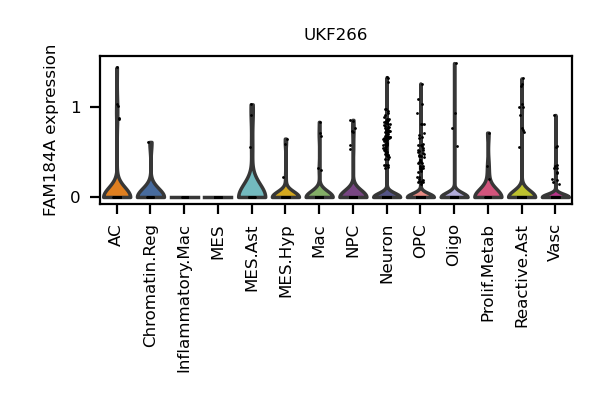 UKF266
FAM184A expression
1
0
AC
Chromatin.Reg
Inflammatory.Mac
MES
MES.Ast
MES.Hyp
Mac
NPC
Neuron
OPC
Oligo
Prolif.Metab
Reactive.Ast
Vasc